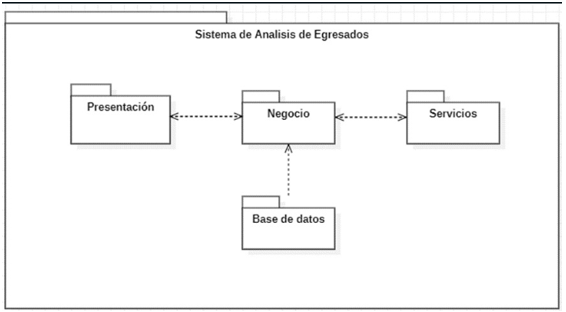 Sistema de Analisis de Egresados
Presentación
Negocio
Servicios
Base de datos